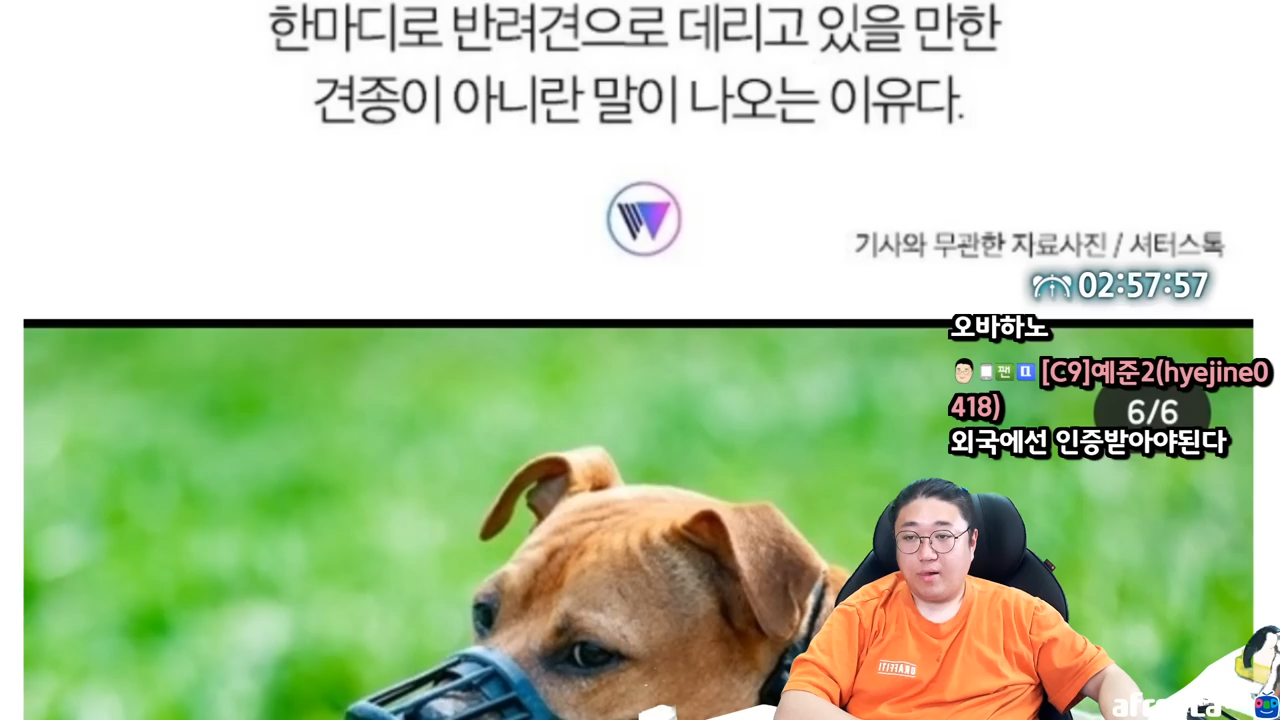 한마디로 반려견으로 데리고 있을 만한
견종이 아니란 말이 나오는 이유다.
기사와 무관한 자료사진 / 셔터스톡
02:57:57
오바하노
팬 [C9]예준2(hyejine0
418)
6/6
외국에선 인증받아야된다
GRAFFITI